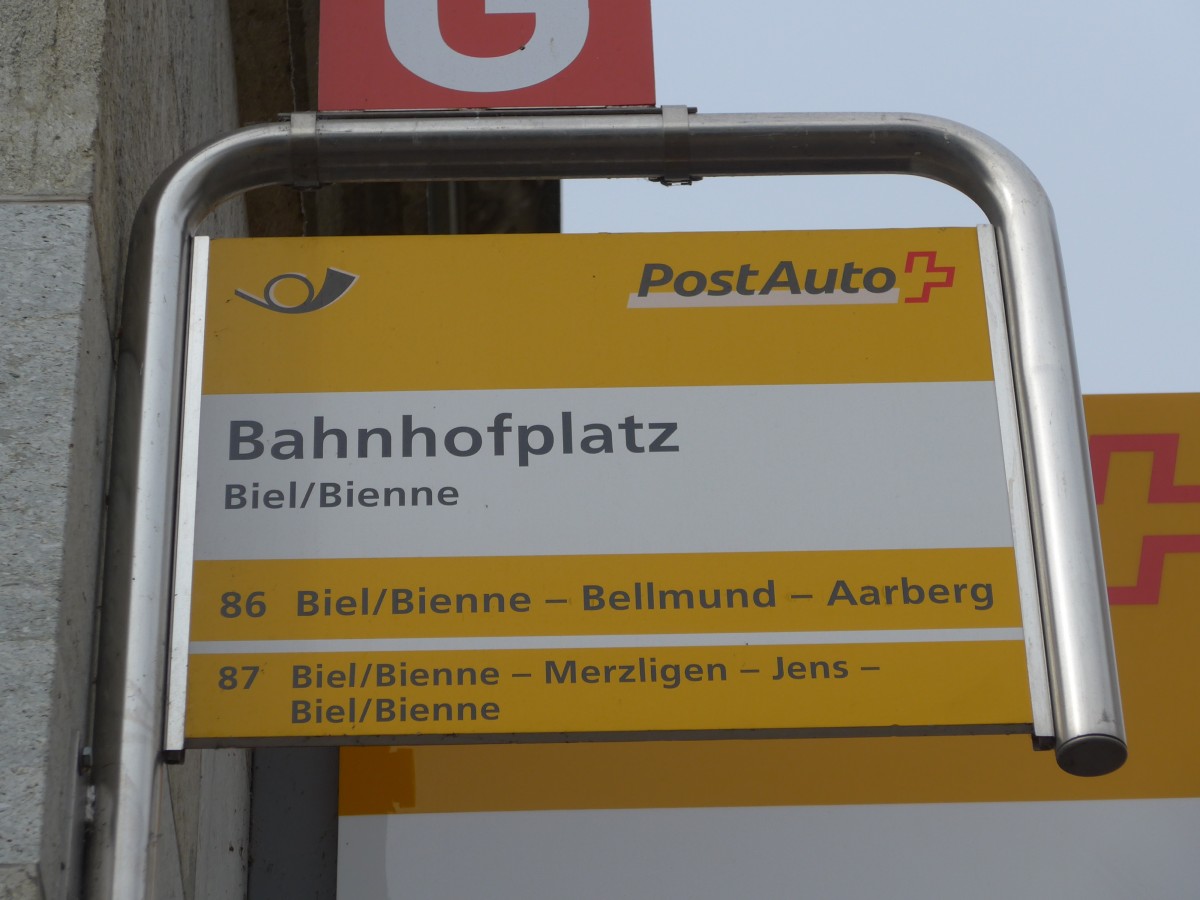 G
PostAuto
Bahnhofplatz
Biel/Bienne
86 Biel/Bienne – Bellmund – Aarberg
87 Biel/Bienne – Merzligen – Jens –
Biel/Bienne